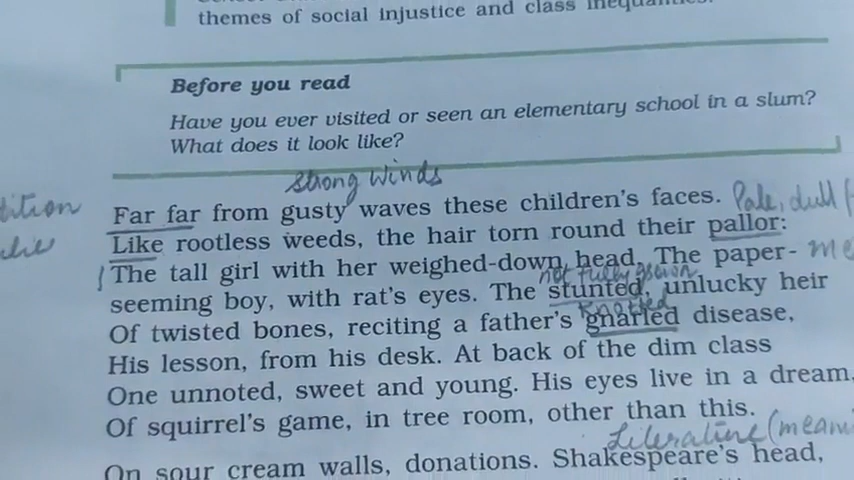 themes of social injustice and class inequalities.
Before you read
Have you ever visited or seen an elementary school in a slum?
What does it look like?
strong winds
Far far from gusty waves these children's faces. Pale, dull
Like rootless weeds, the hair torn round their pallor:
The tall girl with her weighed-down head. The paper-
not fully grown
seeming boy, with rat's eyes. The stunted, unlucky heir
Knotted
Of twisted bones, reciting a father's gnarled disease,
His lesson, from his desk. At back of the dim class
One unnoted, sweet and young. His eyes live in a dream,
Of squirrel's game, in tree room, other than this.
On sour cream walls, donations. Shakespeare's head,